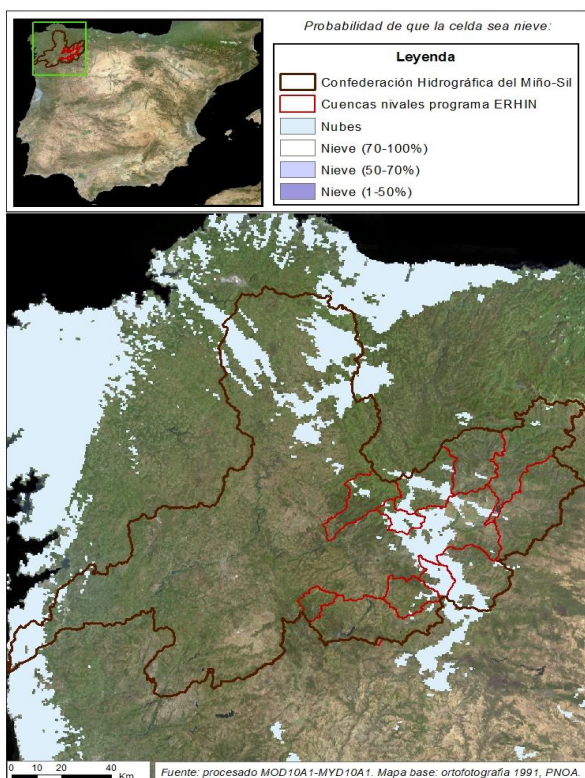 Probabilidad de que la celda sea nieve:
Leyenda
Confederación Hidrográfica del Miño-Sil
Cuencas nivales programa ERHIN
Nubes
Nieve (70-100%)
Nieve (50-70%)
Nieve (1-50%)
0 10 20 40
Km
Fuente: procesado MOD10A1-MYD10A1. Mapa base: ortofotografía 1991, PNOA